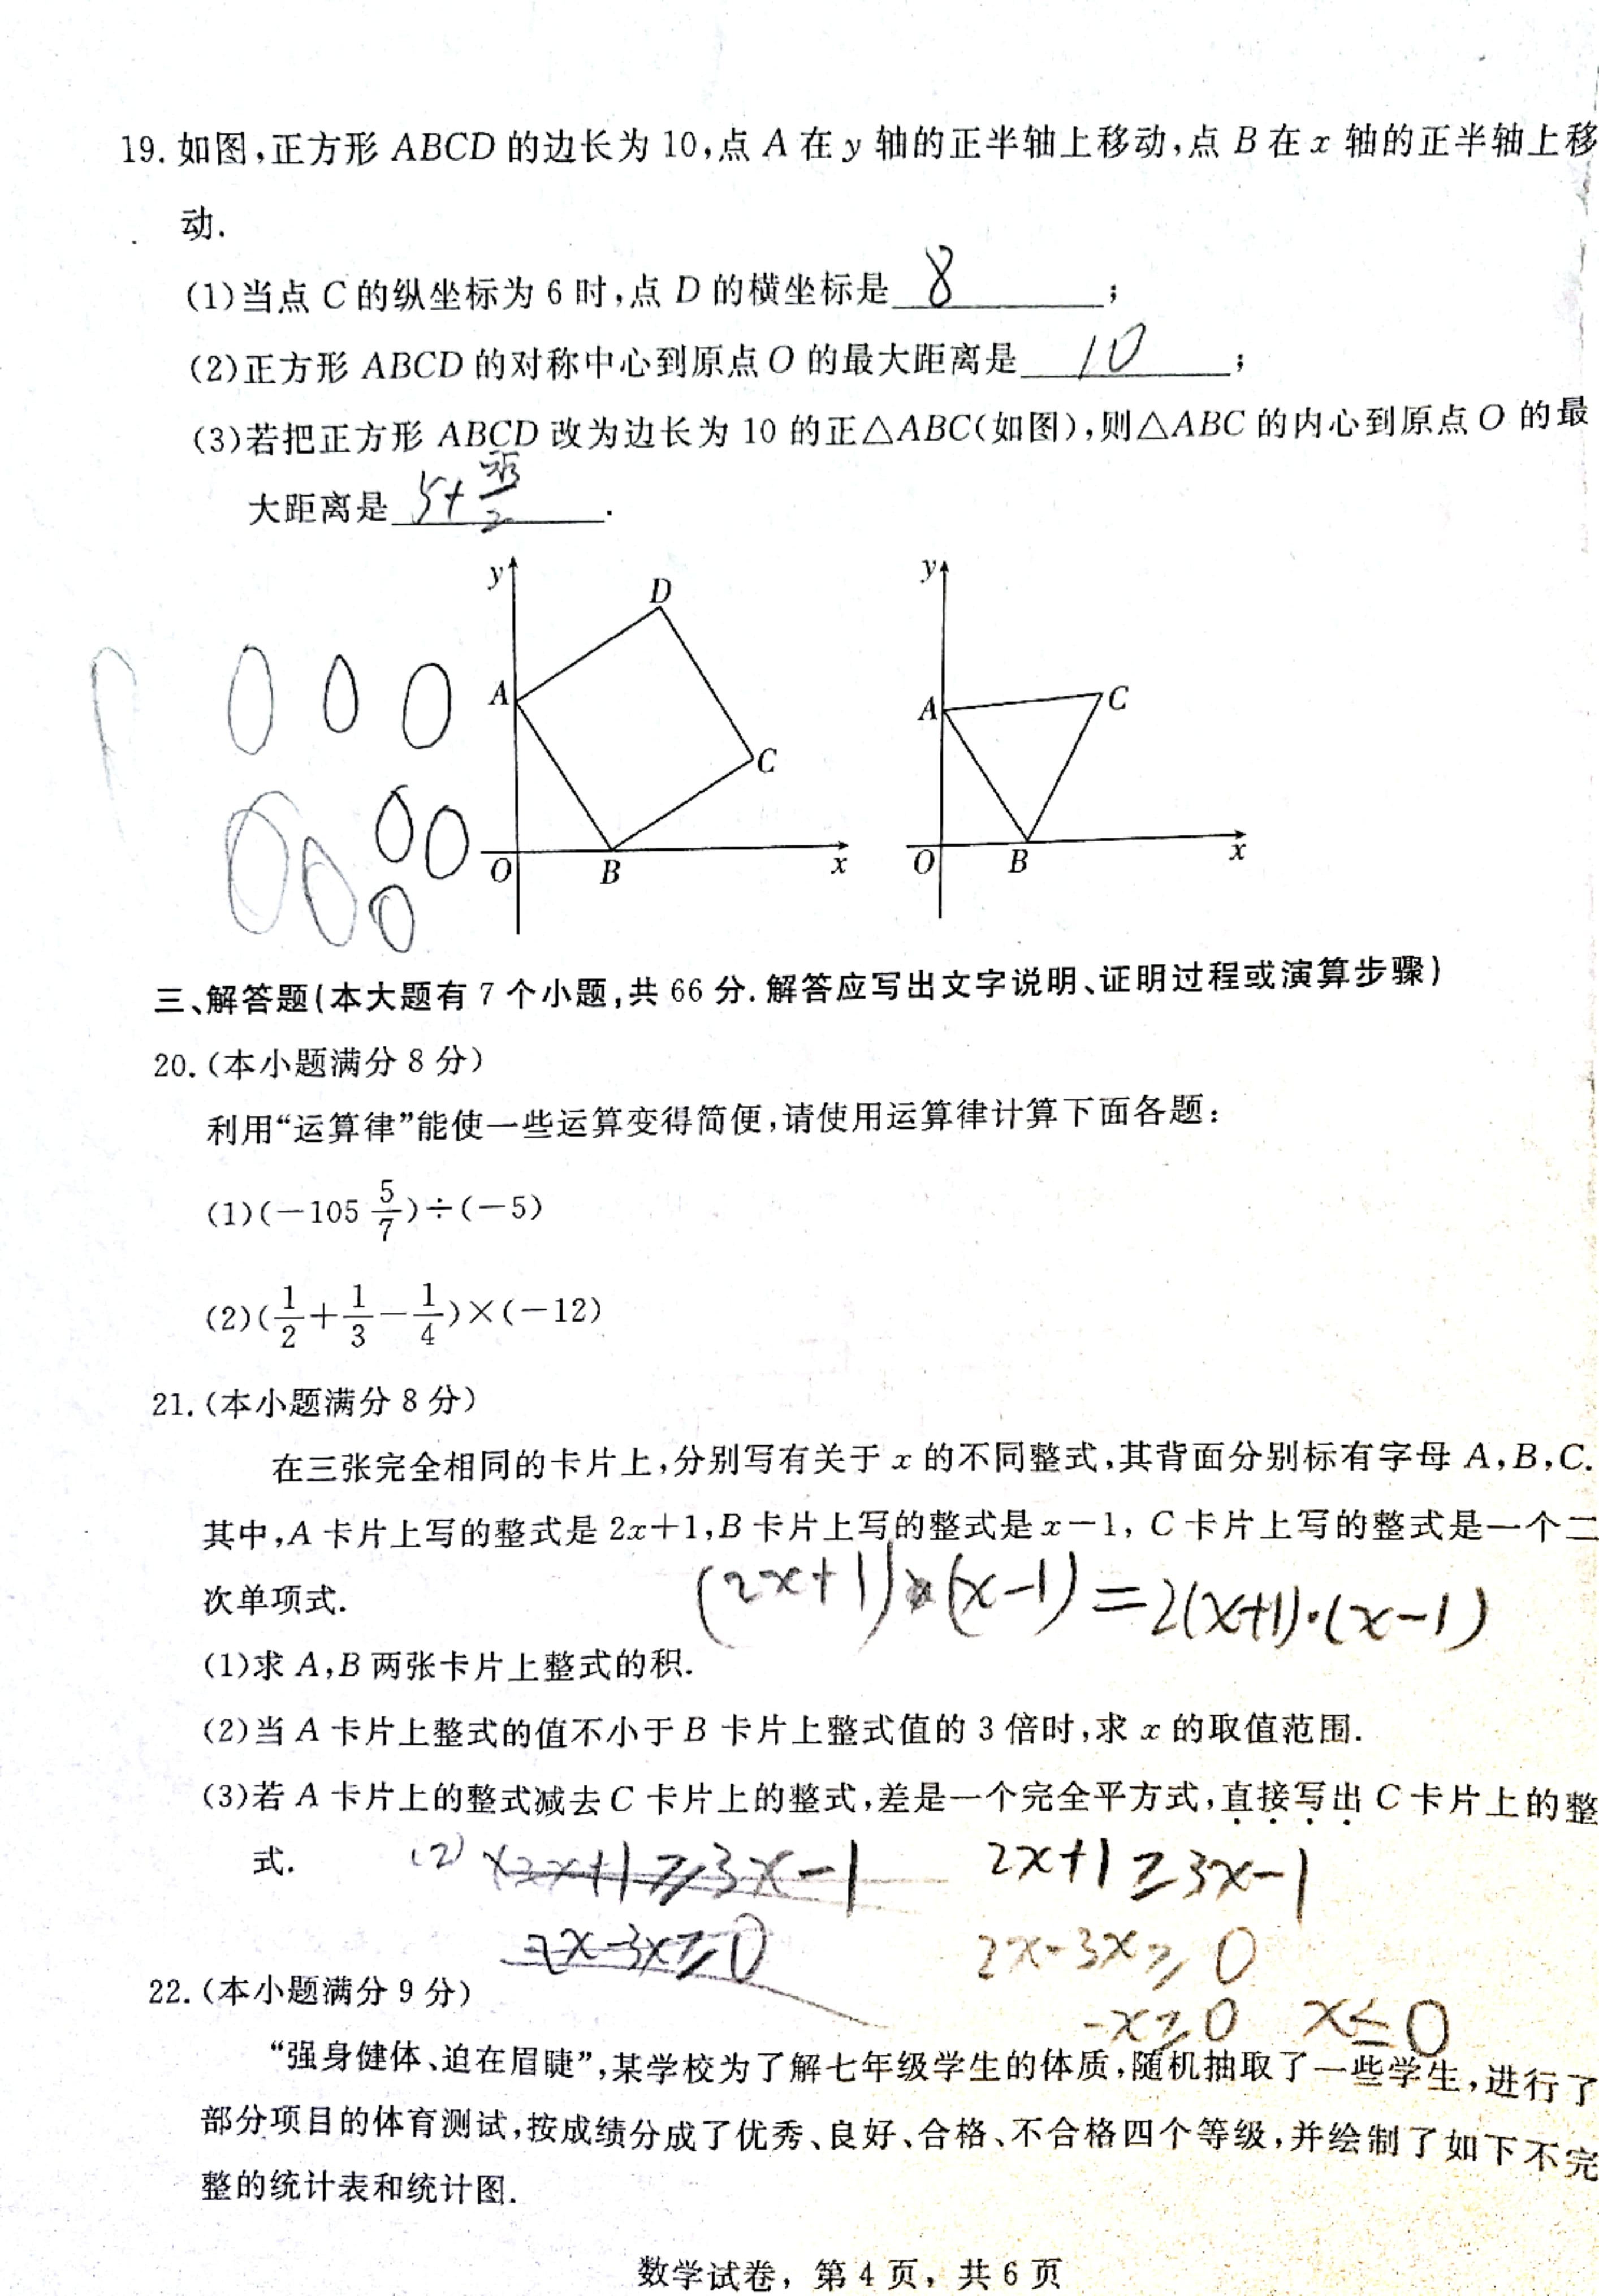 19. 如图,正方形 ABCD 的边长为 10,点 A 在 y 轴的正半轴上移动,点 B 在 x 轴的正半轴上移
动.
(1)当点 C 的纵坐标为 6 时,点 D 的横坐标是 8 ;
(2)正方形 ABCD 的对称中心到原点 O 的最大距离是 10 ;
(3)若把正方形 ABCD 改为边长为 10 的正△ABC(如图),则△ABC 的内心到原点 O 的最
大距离是 5+ .
y
D
A
C
O
B
x
y
A
C
O
B
x
三、解答题(本大题有 7 个小题,共 66 分.解答应写出文字说明、证明过程或演算步骤)
20.(本小题满分 8 分)
利用“运算律”能使一些运算变得简便,请使用运算律计算下面各题:
(1)(−105 5/7)÷(−5)
(2)(1/2+1/3−1/4)×(−12)
21.(本小题满分 8 分)
在三张完全相同的卡片上,分别写有关于 x 的不同整式,其背面分别标有字母 A,B,C.
其中,A 卡片上写的整式是 2x+1,B 卡片上写的整式是 x−1, C 卡片上写的整式是一个二
次单项式.
(2x+1)×(x-1)=2(x+1)·(x-1)
(1)求 A,B 两张卡片上整式的积.
(2)当 A 卡片上整式的值不小于 B 卡片上整式值的 3 倍时,求 x 的取值范围.
(3)若 A 卡片上的整式减去 C 卡片上的整式,差是一个完全平方式,直接写出 C 卡片上的整
式.
(2) 2x+1≥3x-1
2x-3x≥0
2x+1≥3x-1
2x-3x≥0
-x≥0 x≤0
22.(本小题满分 9 分)
“强身健体、迫在眉睫”,某学校为了解七年级学生的体质,随机抽取了一些学生,进行了
部分项目的体育测试,按成绩分成了优秀、良好、合格、不合格四个等级,并绘制了如下不完
整的统计表和统计图.
数学试卷，第 4 页，共 6 页